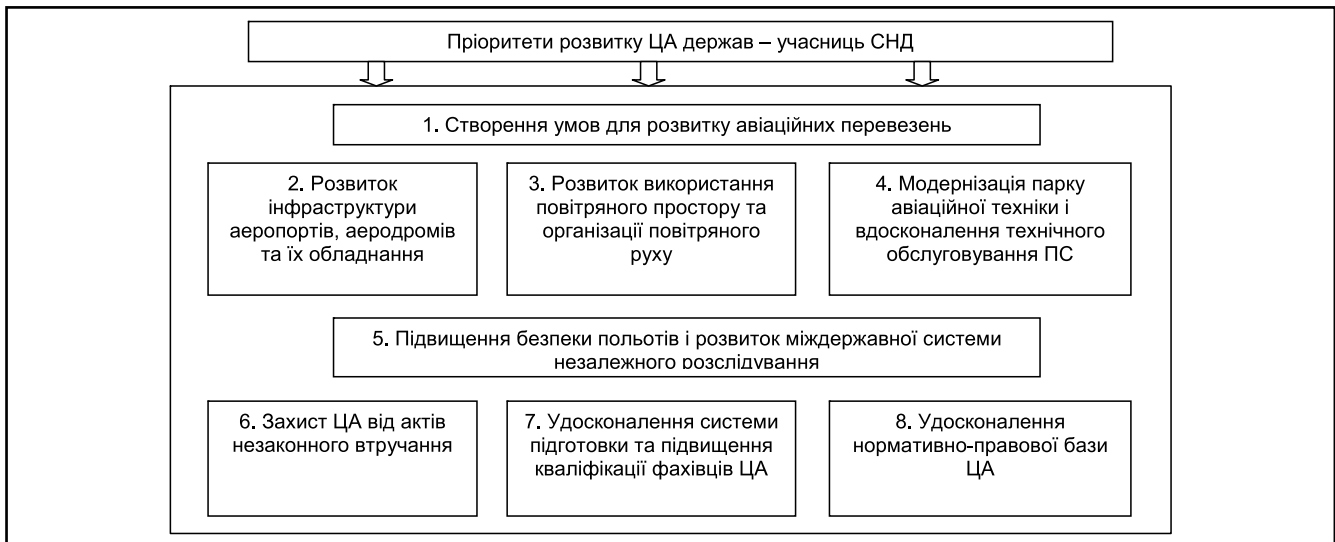 Пріоритети розвитку ЦА держав – учасниць СНД
1. Створення умов для розвитку авіаційних перевезень
2. Розвиток
інфраструктури
аеропортів, аеродромів
та їх обладнання
3. Розвиток використання
повітряного простору та
організації повітряного
руху
4. Модернізація парку
авіаційної техніки і
вдосконалення технічного
обслуговування ПС
5. Підвищення безпеки польотів і розвиток міждержавної системи
незалежного розслідування
6. Захист ЦА від актів
незаконного втручання
7. Удосконалення системи
підготовки та підвищення
кваліфікації фахівців ЦА
8. Удосконалення
нормативно-правової бази
ЦА